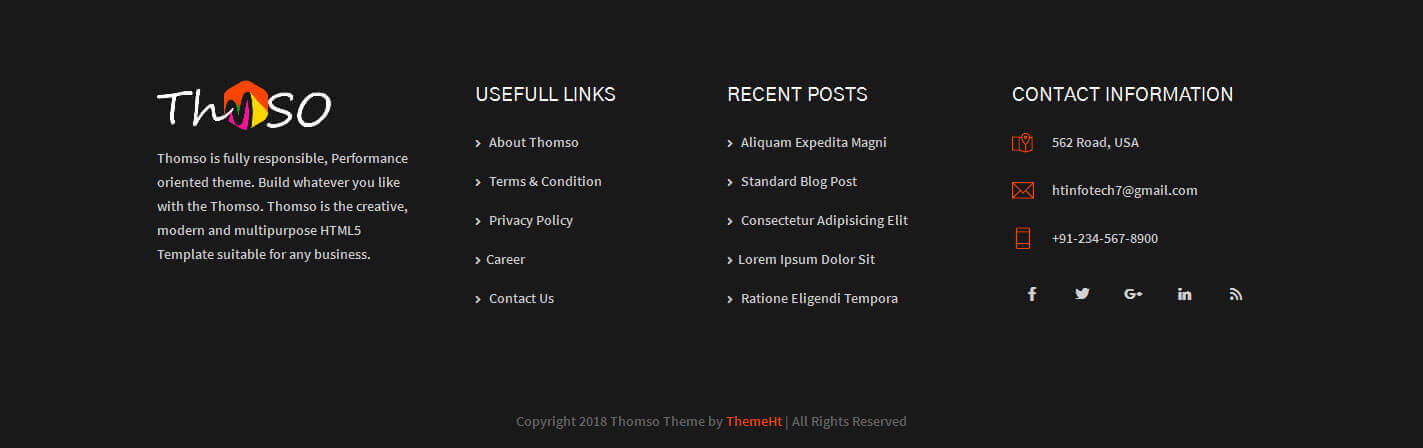 Thomso
Thomso is fully responsible, Performance
oriented theme. Build whatever you like
with the Thomso. Thomso is the creative,
modern and multipurpose HTML5
Template suitable for any business.
USEFULL LINKS
About Thomso
Terms & Condition
Privacy Policy
Career
Contact Us
RECENT POSTS
Aliquam Expedita Magni
Standard Blog Post
Consectetur Adipisicing Elit
Lorem Ipsum Dolor Sit
Ratione Eligendi Tempora
CONTACT INFORMATION
562 Road, USA
htinfotech7@gmail.com
+91-234-567-8900
Copyright 2018 Thomso Theme by ThemeHt | All Rights Reserved